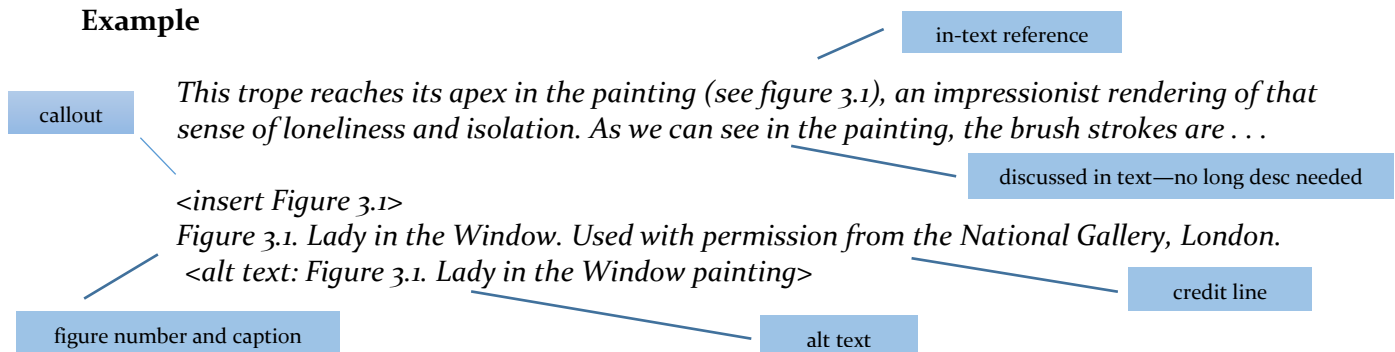 Example
in-text reference
This trope reaches its apex in the painting (see figure 3.1), an impressionist rendering of that
callout
sense of loneliness and isolation. As we can see in the painting, the brush strokes are . . .
discussed in text—no long desc needed
<insert Figure 3.1>
Figure 3.1. Lady in the Window. Used with permission from the National Gallery, London.
<alt text: Figure 3.1. Lady in the Window painting>
credit line
figure number and caption
alt text